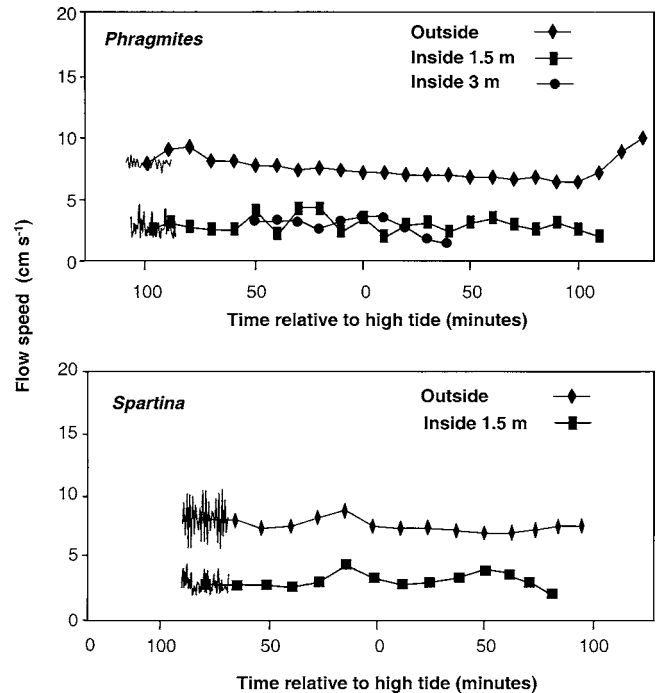 20
Phragmites
Outside
Inside 1.5 m
Inside 3 m
15
10
5
0
100 50 0 50 100
Time relative to high tide (minutes)
Flow speed (cm s⁻¹)
20
Spartina
Outside
Inside 1.5 m
15
10
5
0
0 100 50 0 50 100
Time relative to high tide (minutes)